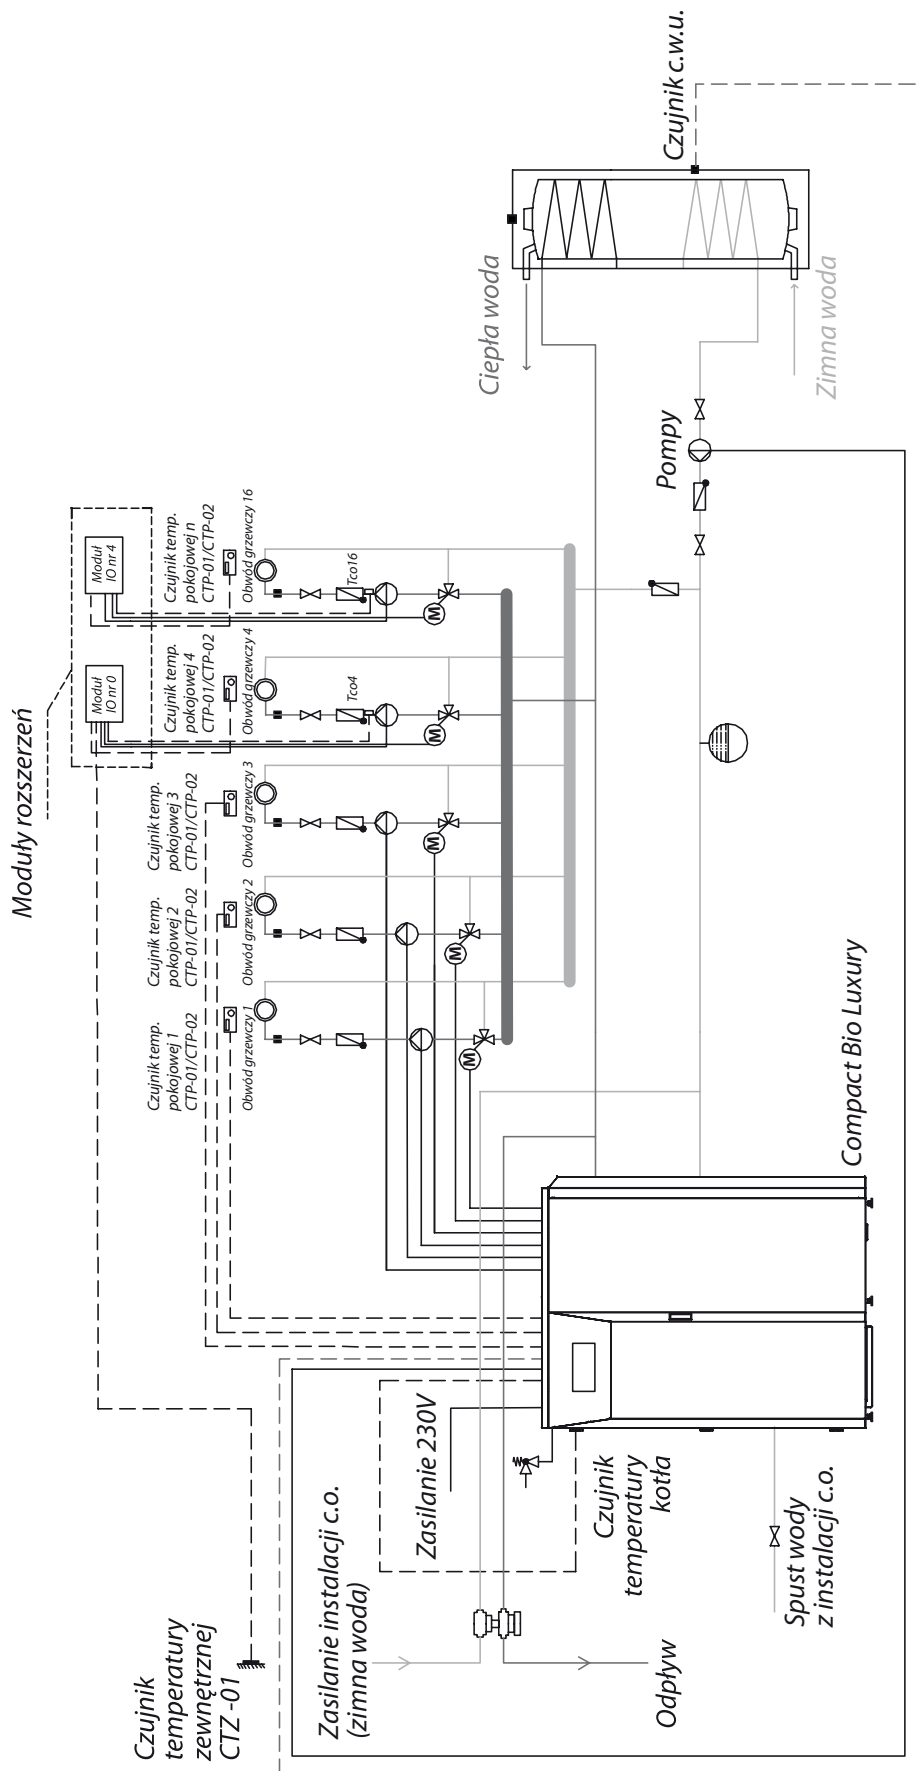 Moduły rozszerzeń
Moduł
IO nr 0
Moduł
IO nr 4
Czujnik temp.
pokojowej 1
CTP-01/CTP-02
Czujnik temp.
pokojowej 2
CTP-01/CTP-02
Czujnik temp.
pokojowej 3
CTP-01/CTP-02
Czujnik temp.
pokojowej 4
CTP-01/CTP-02
Czujnik temp.
pokojowej n
CTP-01/CTP-02
Obwód grzewczy 1
Obwód grzewczy 2
Obwód grzewczy 3
Obwód grzewczy 4
Obwód grzewczy 16
Tco4
Tco16
M
M
M
M
M
Czujnik
temperatury
zewnętrznej
CTZ -01
Zasilanie instalacji c.o.
(zimna woda)
Zasilanie 230V
Czujnik
temperatury
kotła
Odpływ
Spust wody
z instalacji c.o.
Compact Bio Luxury
Pompy
Ciepła woda
Zimna woda
Czujnik c.w.u.